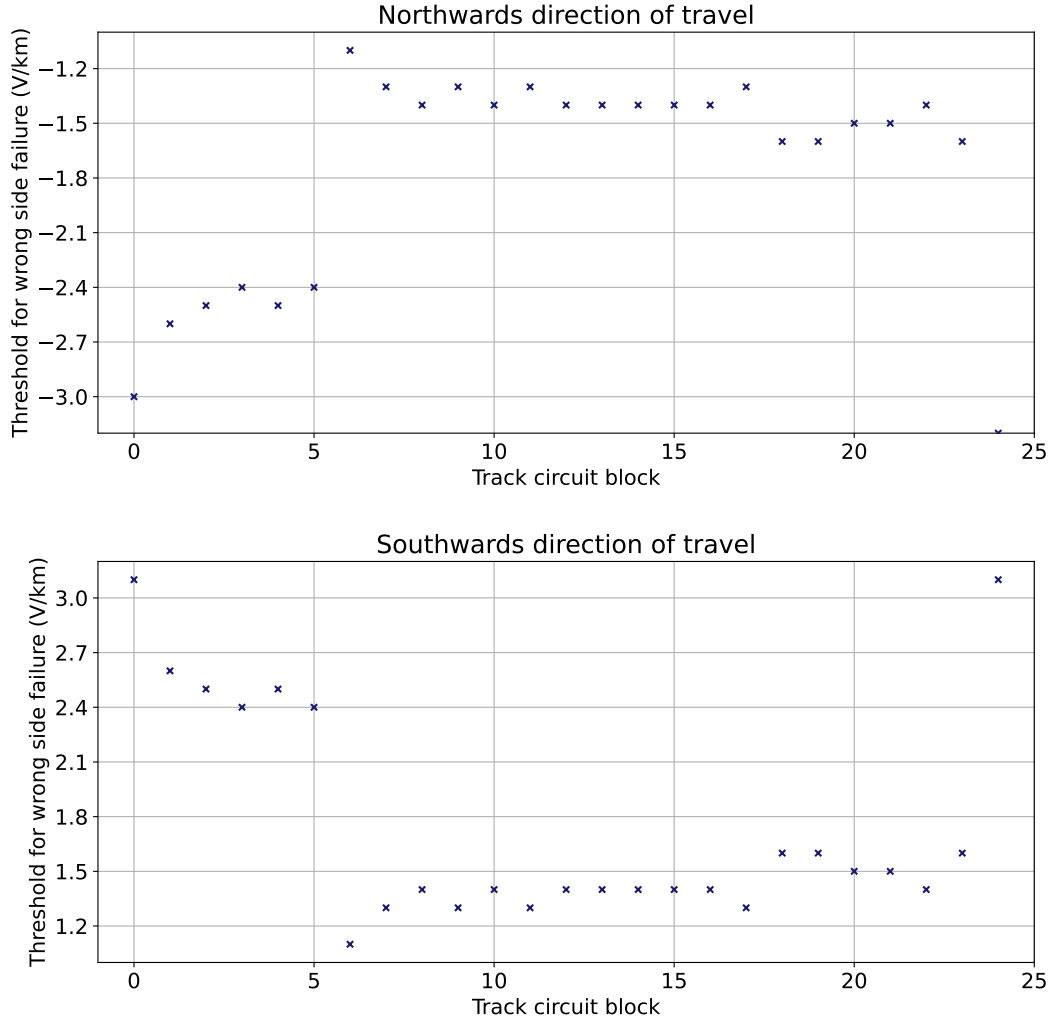 Northwards direction of travel
Threshold for wrong side failure (V/km)
−1.2
−1.5
−1.8
−2.1
−2.4
−2.7
−3.0
0 5 10 15 20 25
Track circuit block
Southwards direction of travel
Threshold for wrong side failure (V/km)
3.0
2.7
2.4
2.1
1.8
1.5
1.2
0 5 10 15 20 25
Track circuit block